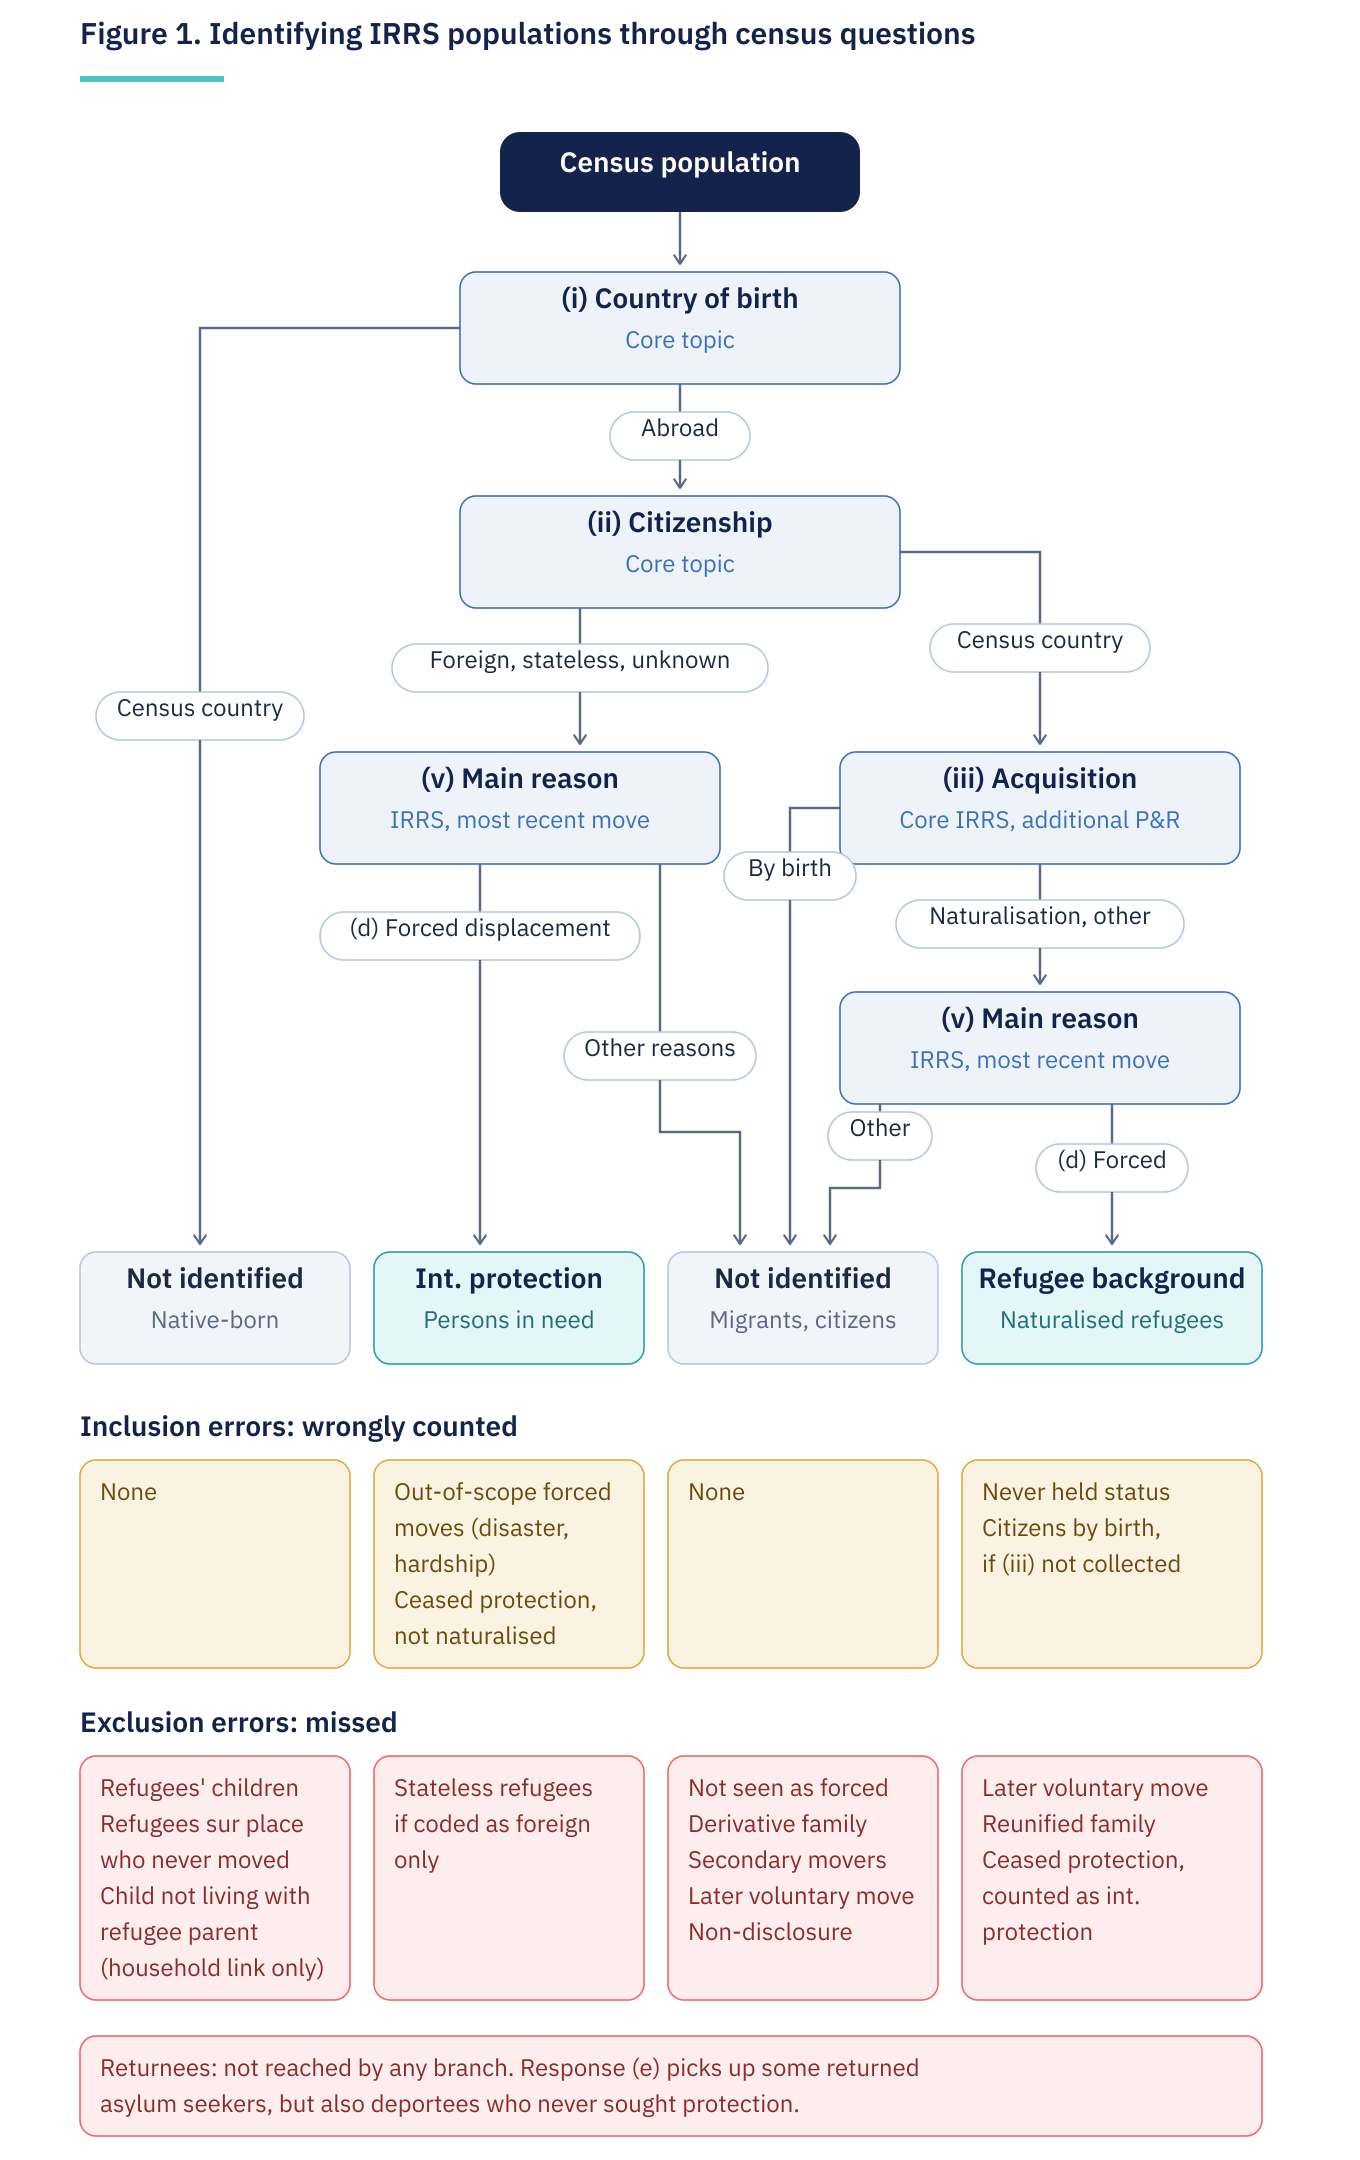 Figure 1. Identifying IRRS populations through census questions
Census population
(i) Country of birth
Core topic
Abroad
(ii) Citizenship
Core topic
Foreign, stateless, unknown
Census country
Census country
(v) Main reason
IRRS, most recent move
(iii) Acquisition
Core IRRS, additional P&R
By birth
(d) Forced displacement
Naturalisation, other
(v) Main reason
IRRS, most recent move
Other reasons
Other
(d) Forced
Not identified
Native-born
Int. protection
Persons in need
Not identified
Migrants, citizens
Refugee background
Naturalised refugees
Inclusion errors: wrongly counted
None
Out-of-scope forced
moves (disaster,
hardship)
Ceased protection,
not naturalised
None
Never held status
Citizens by birth,
if (iii) not collected
Exclusion errors: missed
Refugees' children
Refugees sur place
who never moved
Child not living with
refugee parent
(household link only)
Stateless refugees
if coded as foreign
only
Not seen as forced
Derivative family
Secondary movers
Later voluntary move
Non-disclosure
Later voluntary move
Reunified family
Ceased protection,
counted as int.
protection
Returnees: not reached by any branch. Response (e) picks up some returned
asylum seekers, but also deportees who never sought protection.